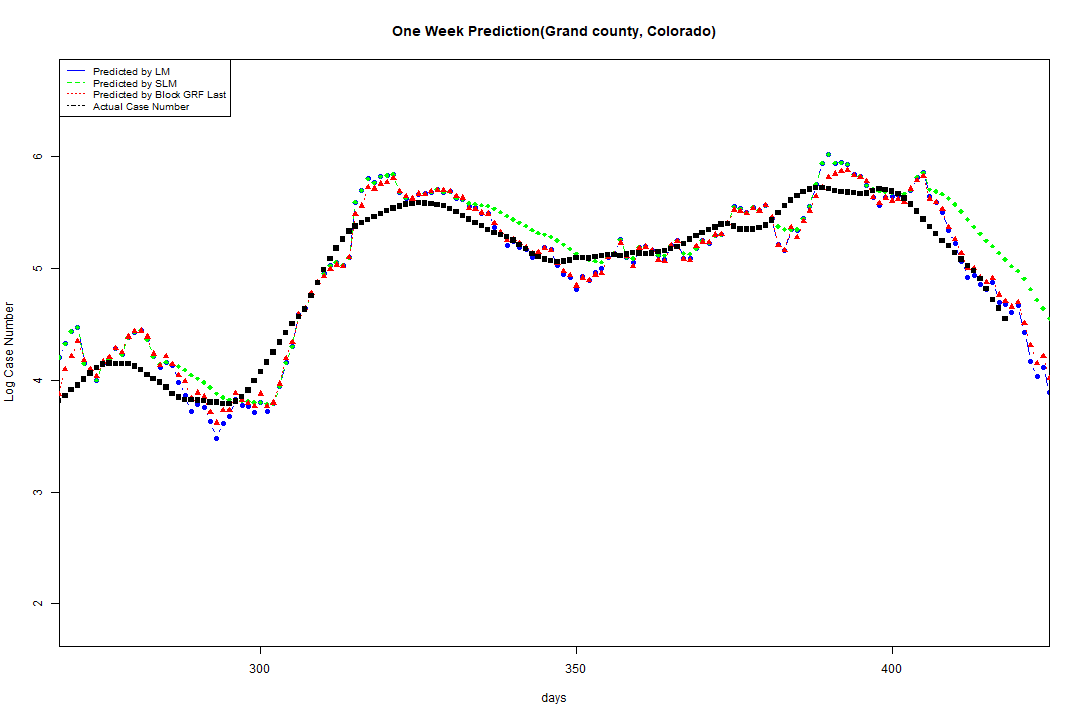 One Week Prediction(Grand county, Colorado)
Predicted by LM
Predicted by SLM
Predicted by Block GRF Last
Actual Case Number
6
5
4
3
2
Log Case Number
300
350
400
days